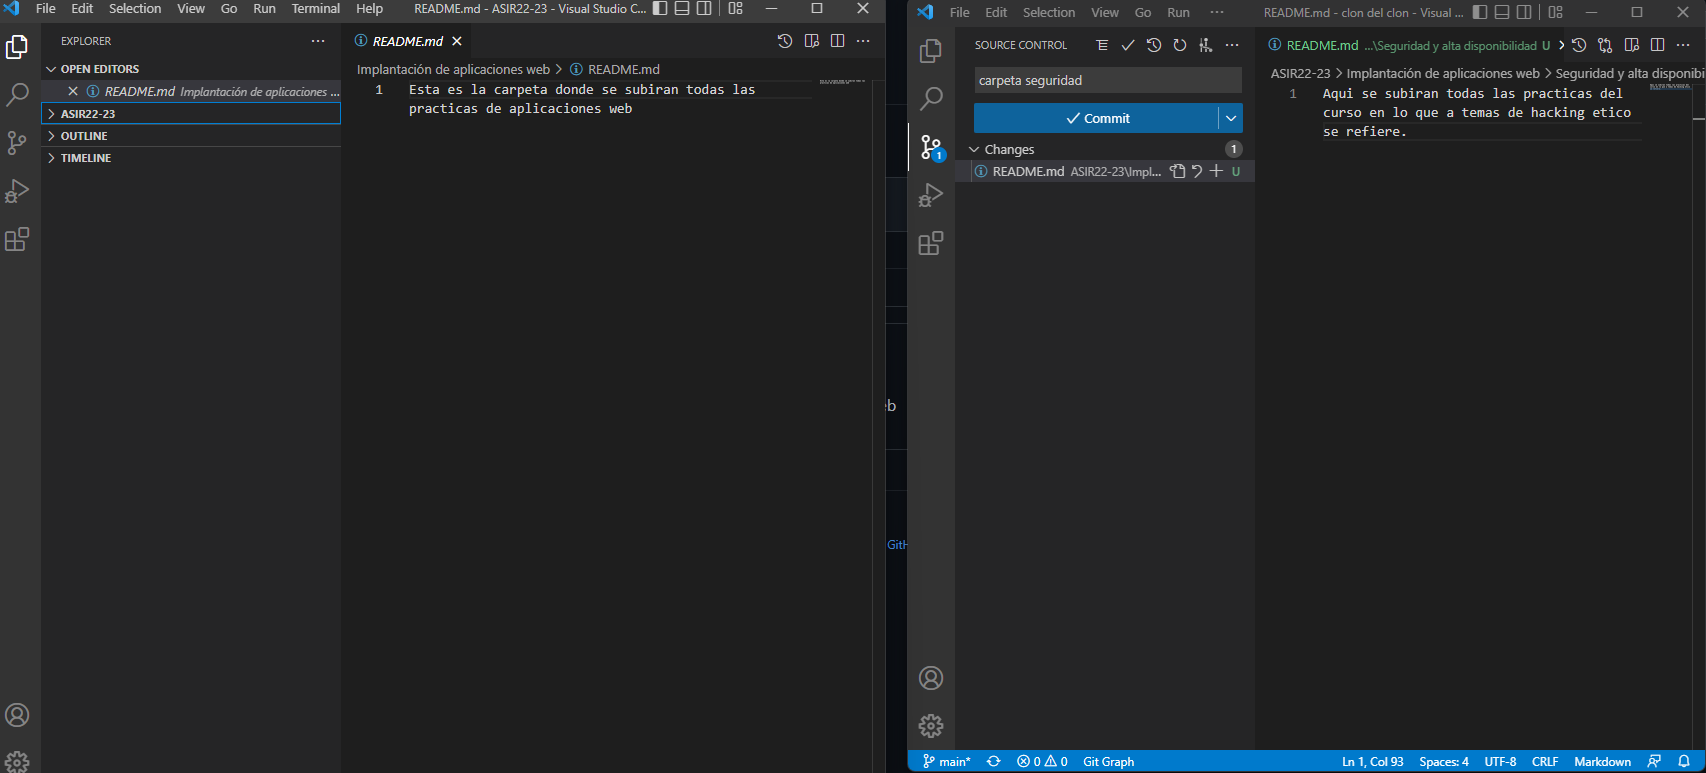 File Edit Selection View Go Run Terminal Help README.md - ASIR22-23 - Visual Studio C...
EXPLORER
OPEN EDITORS
README.md Implantación de aplicaciones ...
ASIR22-23
OUTLINE
TIMELINE
README.md
Implantación de aplicaciones web > README.md
1 Esta es la carpeta donde se subiran todas las
practicas de aplicaciones web
eb
GitH
File Edit Selection View Go Run ··· README.md - clon del clon - Visual ...
SOURCE CONTROL
carpeta seguridad
Commit
Changes 1
README.md ASIR22-23\Impl... U
1
README.md ...\Seguridad y alta disponibilidad U
ASIR22-23 > Implantación de aplicaciones web > Seguridad y alta disponibi
1 Aqui se subiran todas las practicas del
curso en lo que a temas de hacking etico
se refiere.
main* 0 0 Git Graph Ln 1, Col 93 Spaces: 4 UTF-8 CRLF Markdown